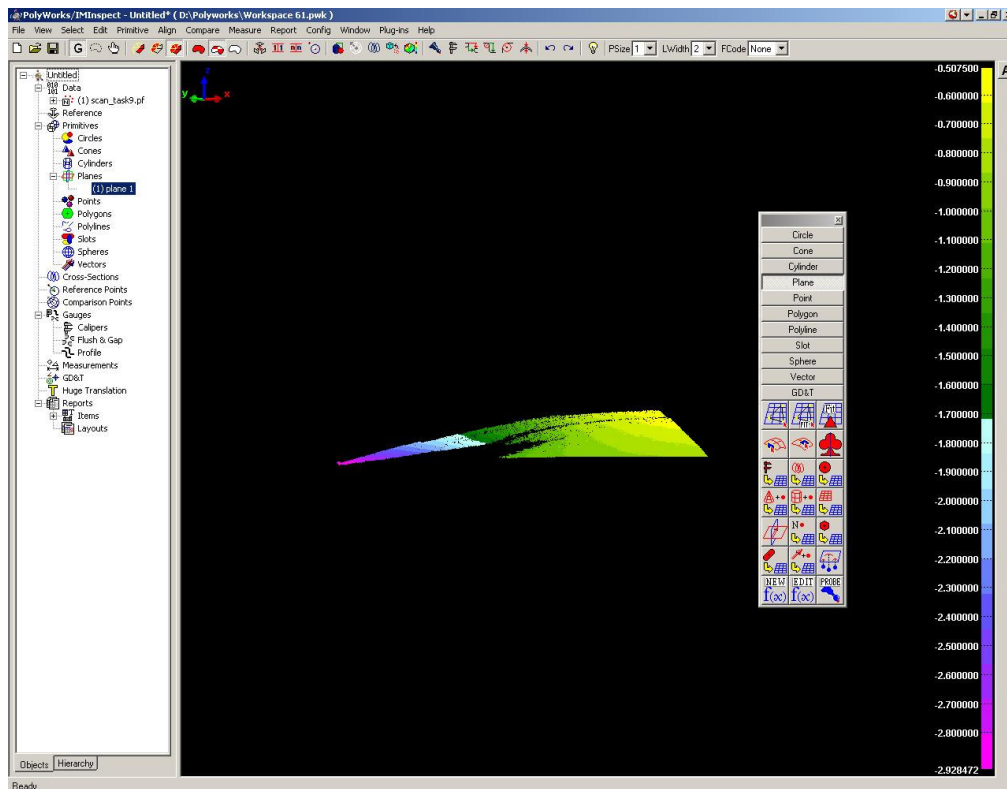 PolyWorks/IMInspect - Untitled* ( D:\Polyworks\Workspace 61.pwk )
File View Select Edit Primitive Align Compare Measure Report Config Window Plug-ins Help
G PSize 1 LWidth 2 FCode None
Untitled
Data
(1) scan_task9.pf
Reference
Primitives
Circles
Cones
Cylinders
Planes
(1) plane 1
Points
Polygons
Polylines
Slots
Spheres
Vectors
Cross-Sections
Reference Points
Comparison Points
Gauges
Calipers
Flush & Gap
Profile
Measurements
GD&T
Huge Translation
Reports
Items
Layouts
Objects Hierarchy
Ready
z
y x
Circle
Cone
Cylinder
Plane
Point
Polygon
Polyline
Slot
Sphere
Vector
GD&T
Fit
FIT
N
NEW EDIT PROBE
f(x) f(x)
A
-0.507500
-0.600000
-0.700000
-0.800000
-0.900000
-1.000000
-1.100000
-1.200000
-1.300000
-1.400000
-1.500000
-1.600000
-1.700000
-1.800000
-1.900000
-2.000000
-2.100000
-2.200000
-2.300000
-2.400000
-2.500000
-2.600000
-2.700000
-2.800000
-2.928472